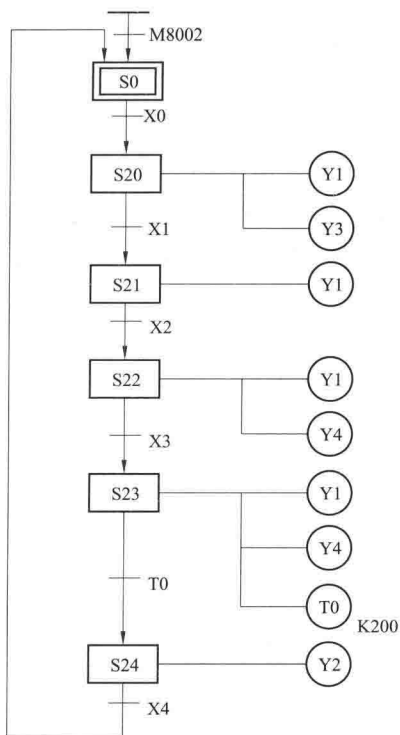 M8002
S0
X0
S20 Y1
Y3
X1
S21 Y1
X2
S22 Y1
Y4
X3
S23 Y1
Y4
T0 T0 K200
S24 Y2
X4